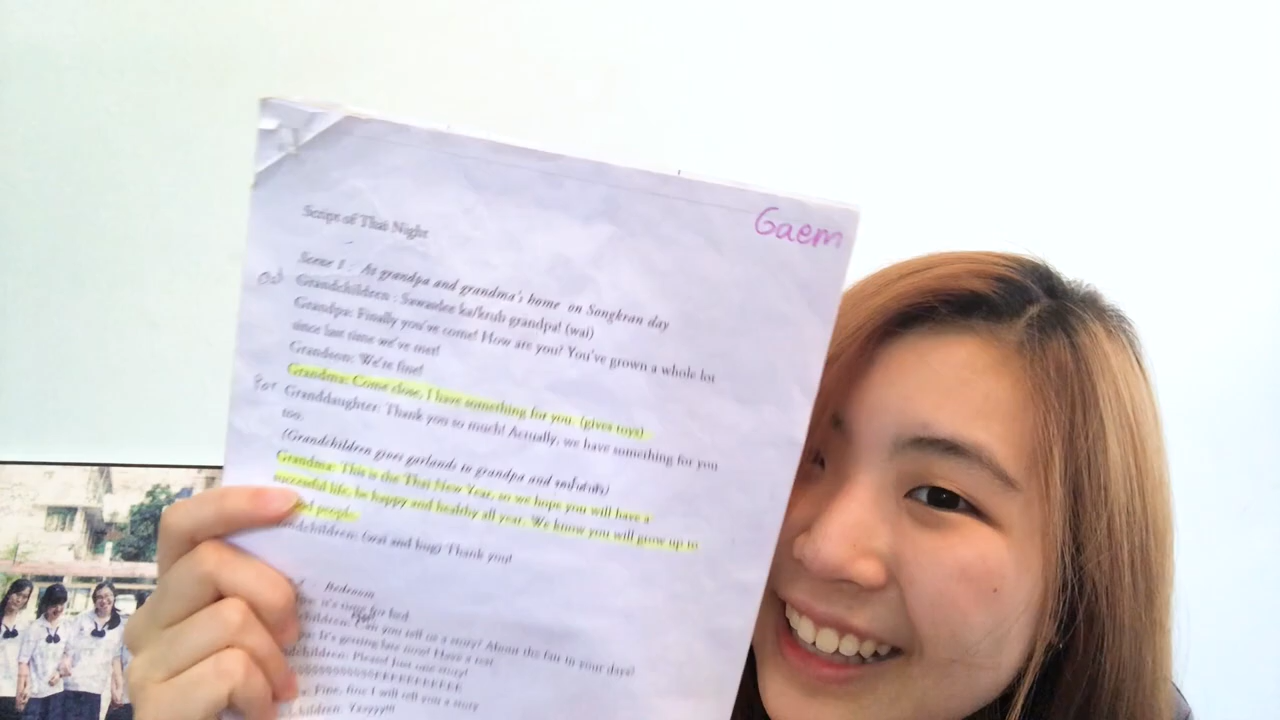 Gaem
Script of Thai Night
Scene 1 : At grandpa and grandma's home on Songkran day
Grandchildren : Sawasdee ka/krub grandpa! (wai)
Grandpa: Finally you've come! How are you? You've grown a whole lot
since last time we've met!
Grandson: We're fine!
Grandma: Come close, I have something for you. (gives toys)
Granddaughter: Thank you so much! Actually, we have something for you
too.
(Grandchildren gives garlands to grandpa and
Grandma: This is the Thai New Year, so we hope you will have a
successful life, be happy and healthy all year. We know you will grow up to
people.
(wai and hug) Thank you!
Bedroom
It's time for bed
Can you tell us a story? About the fair in your days?
It's getting late now! Have a rest
Please! Just one story!
Fine, fine I will tell you a story
Yayyyy!!!